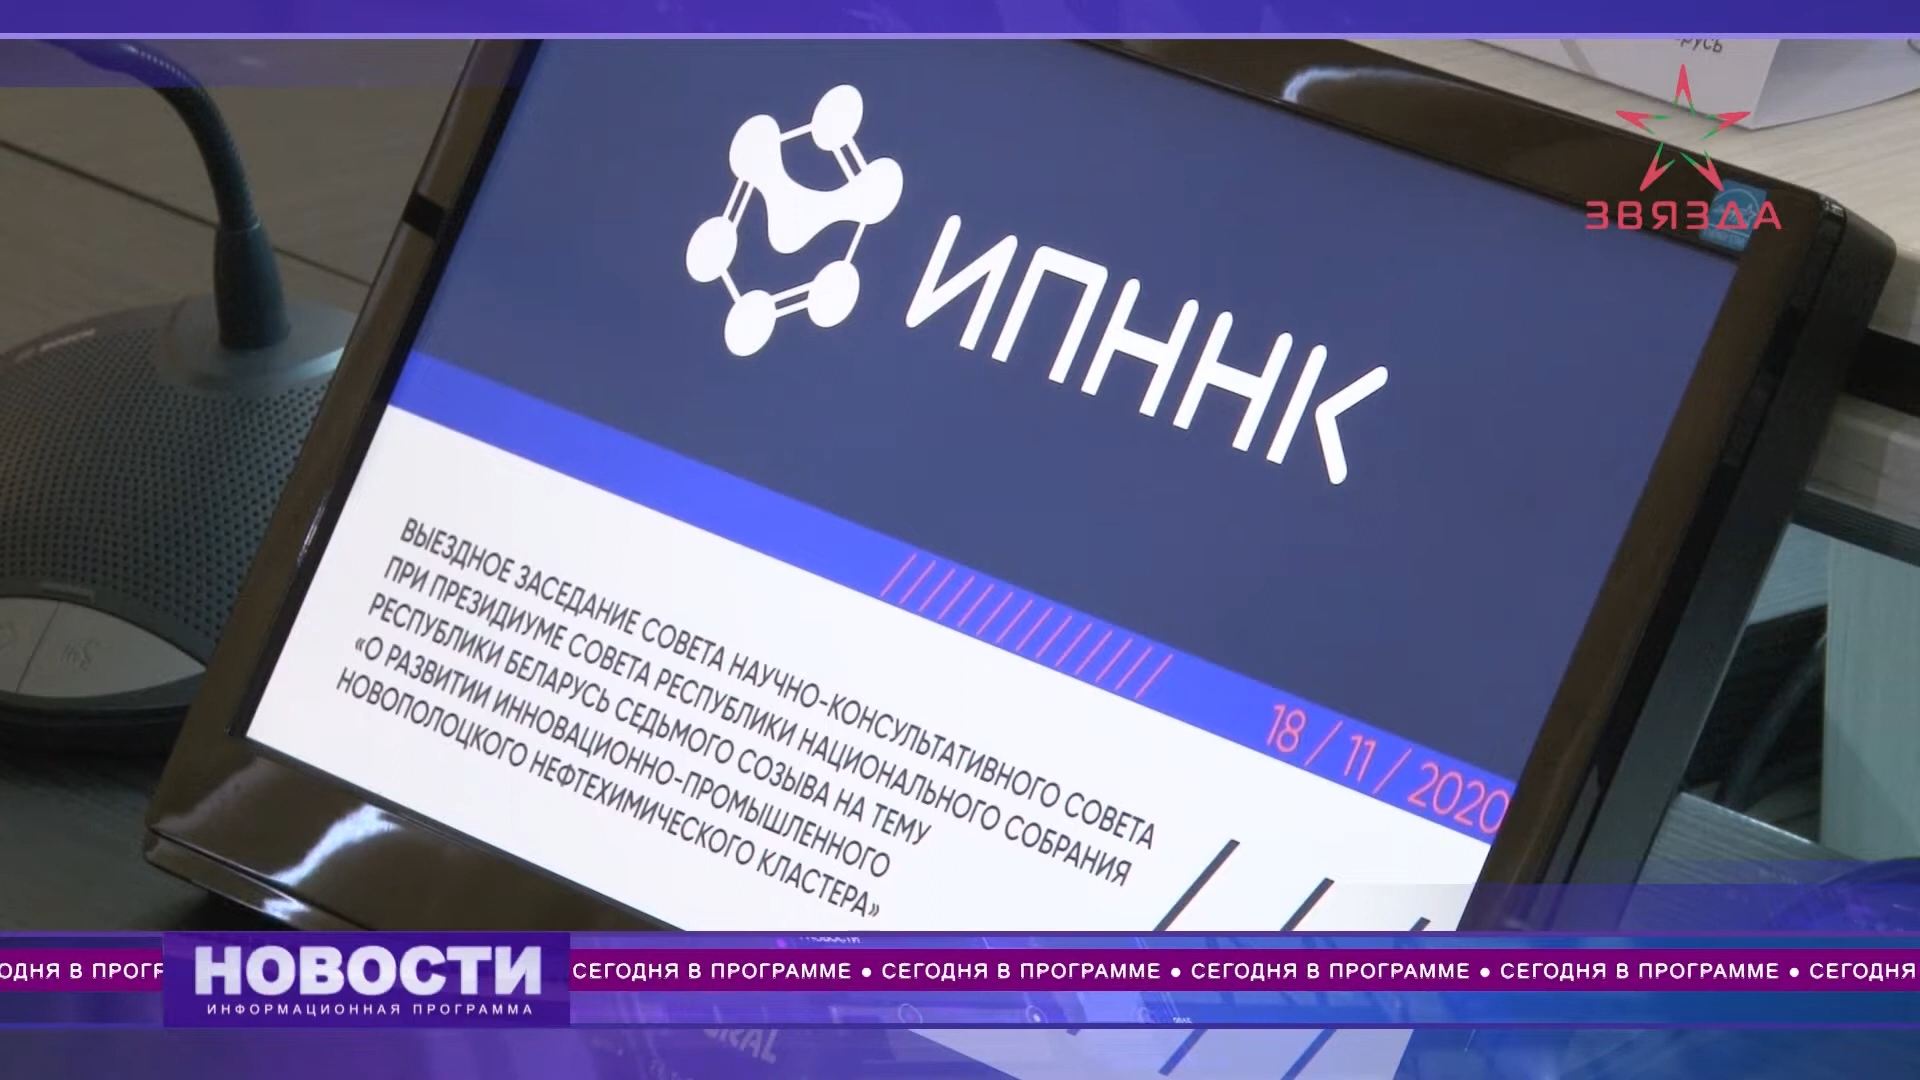 ЗВЯЗДА
ИПННК
18 / 11 / 2020
ВЫЕЗДНОЕ ЗАСЕДАНИЕ СОВЕТА НАУЧНО-КОНСУЛЬТАТИВНОГО СОВЕТА
ПРИ ПРЕЗИДИУМЕ СОВЕТА РЕСПУБЛИКИ НАЦИОНАЛЬНОГО СОБРАНИЯ
РЕСПУБЛИКИ БЕЛАРУСЬ СЕДЬМОГО СОЗЫВА НА ТЕМУ
«О РАЗВИТИИ ИННОВАЦИОННО-ПРОМЫШЛЕННОГО
НОВОПОЛОЦКОГО НЕФТЕХИМИЧЕСКОГО КЛАСТЕРА»
ОДНЯ В ПРОГР
НОВОСТИ
ИНФОРМАЦИОННАЯ ПРОГРАММА
СЕГОДНЯ В ПРОГРАММЕ ● СЕГОДНЯ В ПРОГРАММЕ ● СЕГОДНЯ В ПРОГРАММЕ ● СЕГОДНЯ В ПРОГРАММЕ ● СЕГОДНЯ